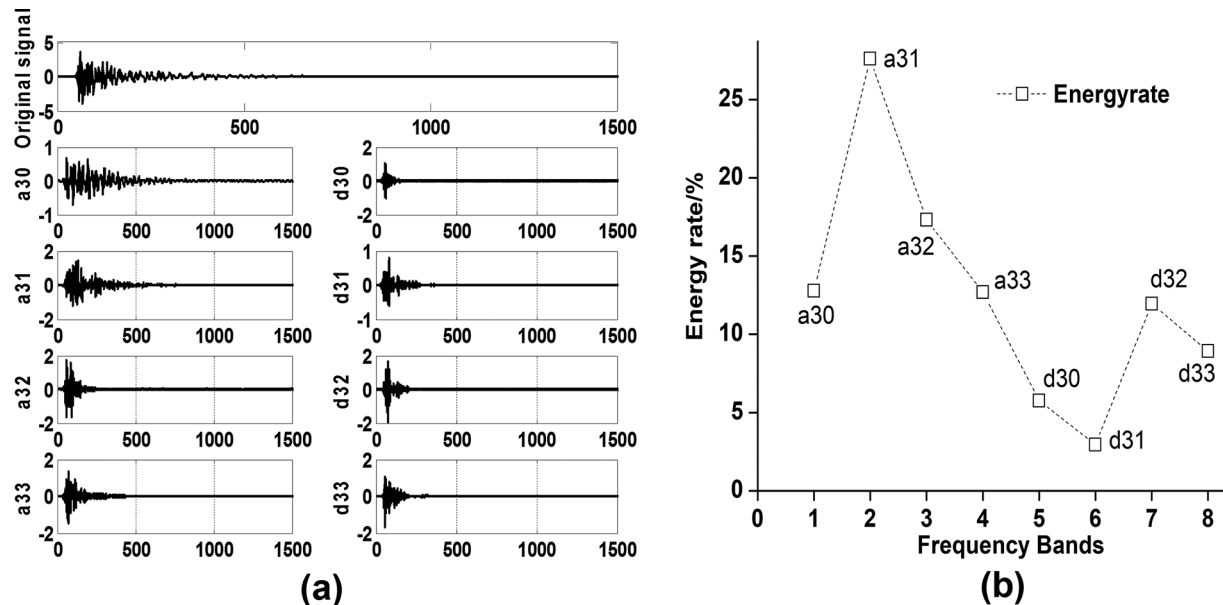 Original signal
5
0
-5
0 500 1000 1500
a30
1
0
-1
0 500 1000 1500
d30
2
0
-2
0 500 1000 1500
a31
2
0
-2
0 500 1000 1500
d31
1
0
-1
0 500 1000 1500
a32
2
0
-2
0 500 1000 1500
d32
2
0
-2
0 500 1000 1500
a33
2
0
-2
0 500 1000 1500
d33
2
0
-2
0 500 1000 1500
(a)
Energy rate/%
25
20
15
10
5
0
Energyrate
a31
a32
a30
a33
d32
d30
d33
d31
0 1 2 3 4 5 6 7 8
Frequency Bands
(b)